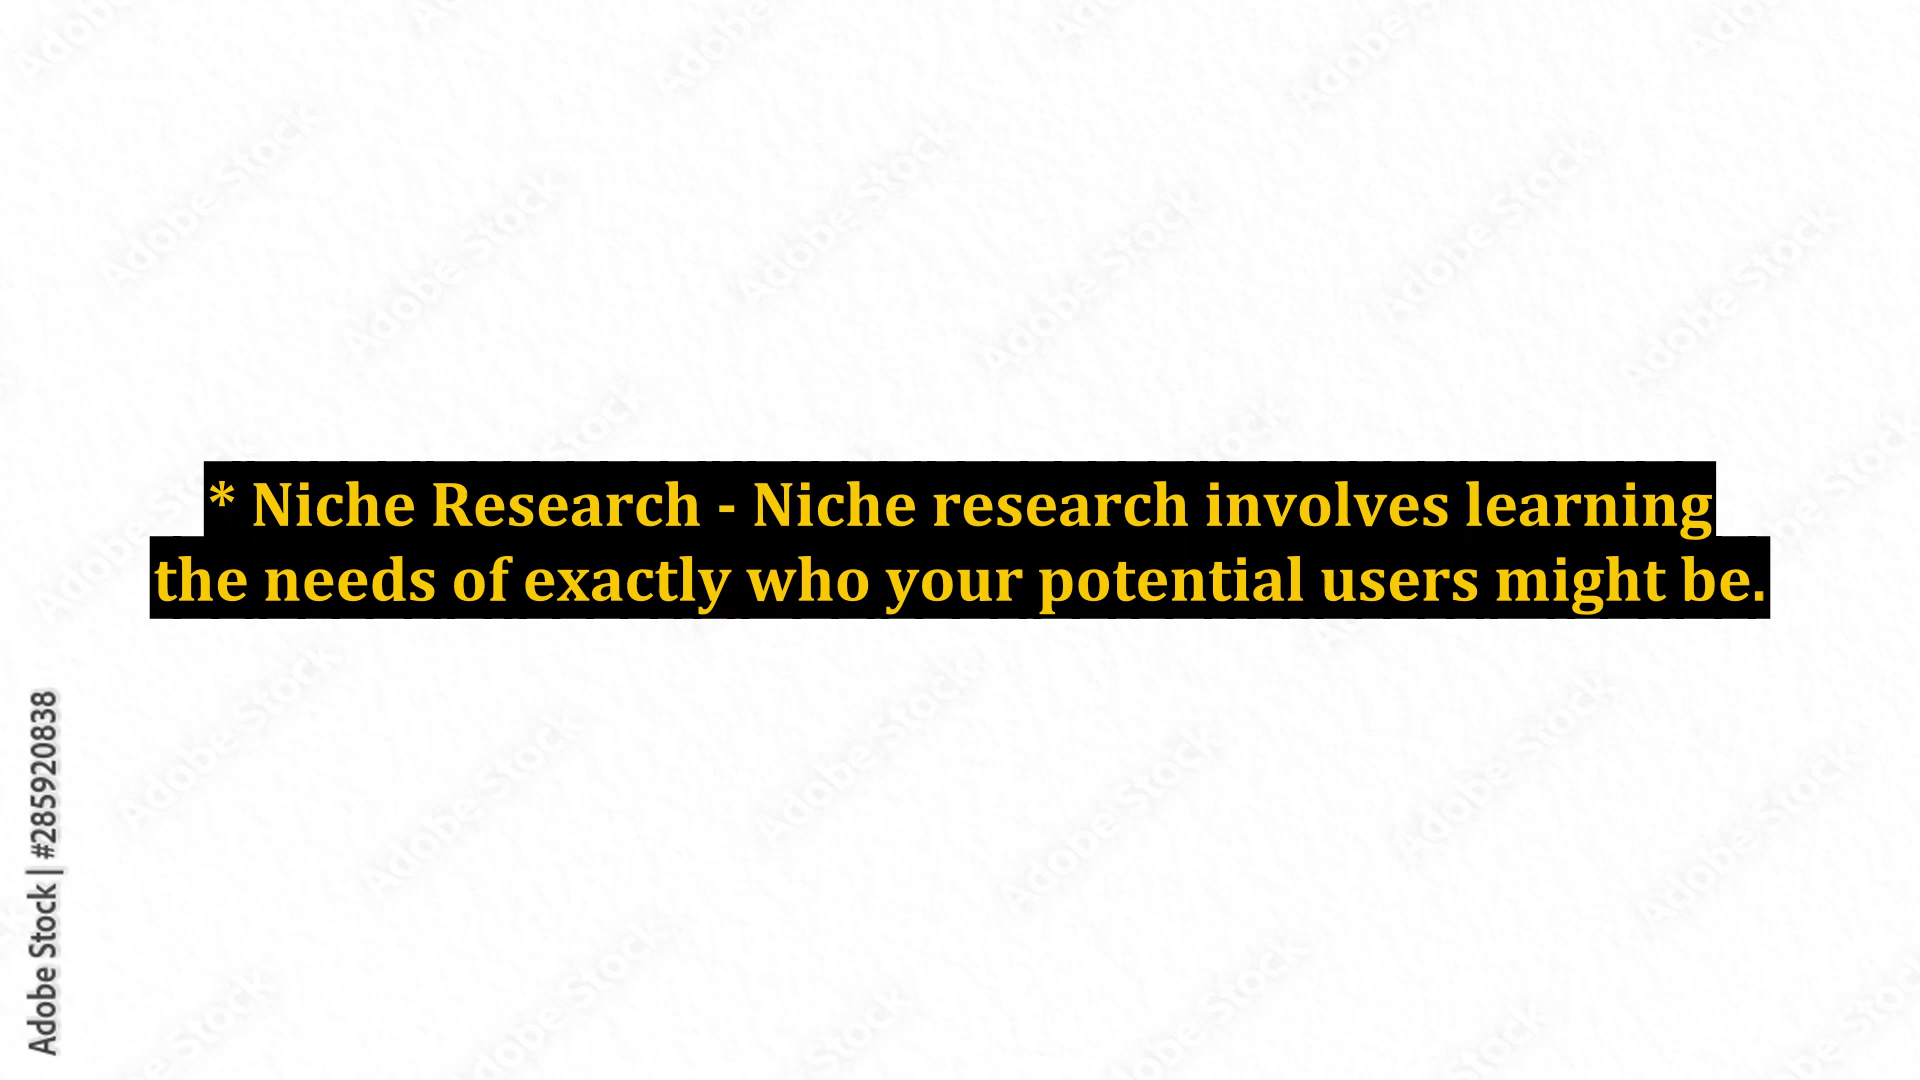 * Niche Research - Niche research involves learning
the needs of exactly who your potential users might be.
Adobe Stock | #285920838